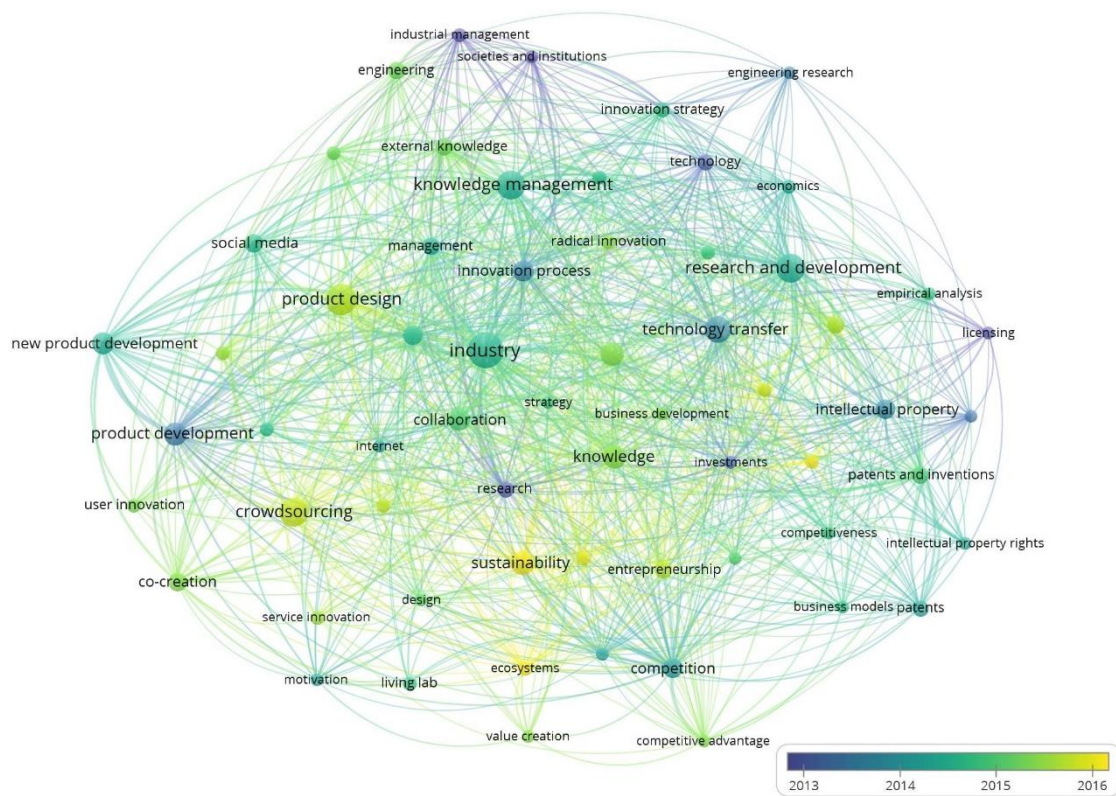 industrial management
societies and institutions
engineering
engineering research
innovation strategy
external knowledge
technology
knowledge management
economics
social media
management
radical innovation
innovation process
research and development
product design
empirical analysis
technology transfer
licensing
new product development
industry
strategy
collaboration
business development
intellectual property
product development
internet
knowledge
investments
patents and inventions
research
user innovation
crowdsourcing
competitiveness
intellectual property rights
sustainability
entrepreneurship
co-creation
design
service innovation
business models
patents
ecosystems
competition
motivation
living lab
value creation
competitive advantage
2013 2014 2015 2016